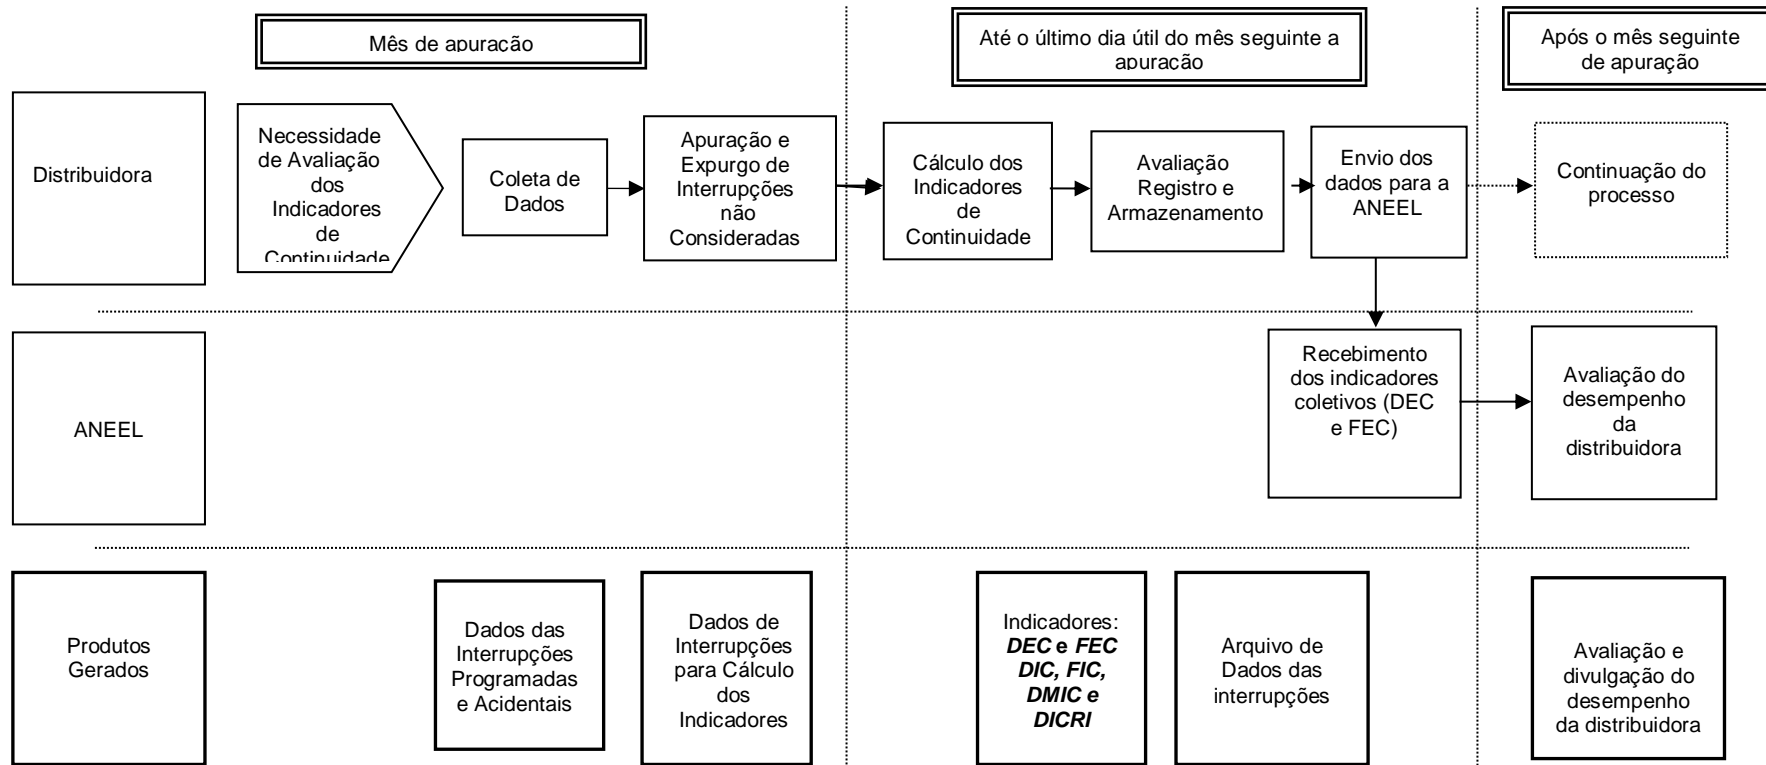 Mês de apuração
Até o último dia útil do mês seguinte a
apuração
Após o mês seguinte
de apuração
Distribuidora
Necessidade
de Avaliação
dos
Indicadores
de
Continuidade
Coleta de
Dados
Apuração e
Expurgo de
Interrupções
não
Consideradas
Cálculo dos
Indicadores
de
Continuidade
Avaliação
Registro e
Armazenamento
Envio dos
dados para a
ANEEL
Continuação do
processo
ANEEL
Recebimento
dos indicadores
coletivos (DEC
e FEC)
Avaliação do
desempenho
da
distribuidora
Produtos
Gerados
Dados das
Interrupções
Programadas
e Acidentais
Dados de
Interrupções
para Cálculo
dos
Indicadores
Indicadores:
DEC e FEC
DIC, FIC,
DMIC e
DICRI
Arquivo de
Dados das
interrupções
Avaliação e
divulgação do
desempenho
da distribuidora